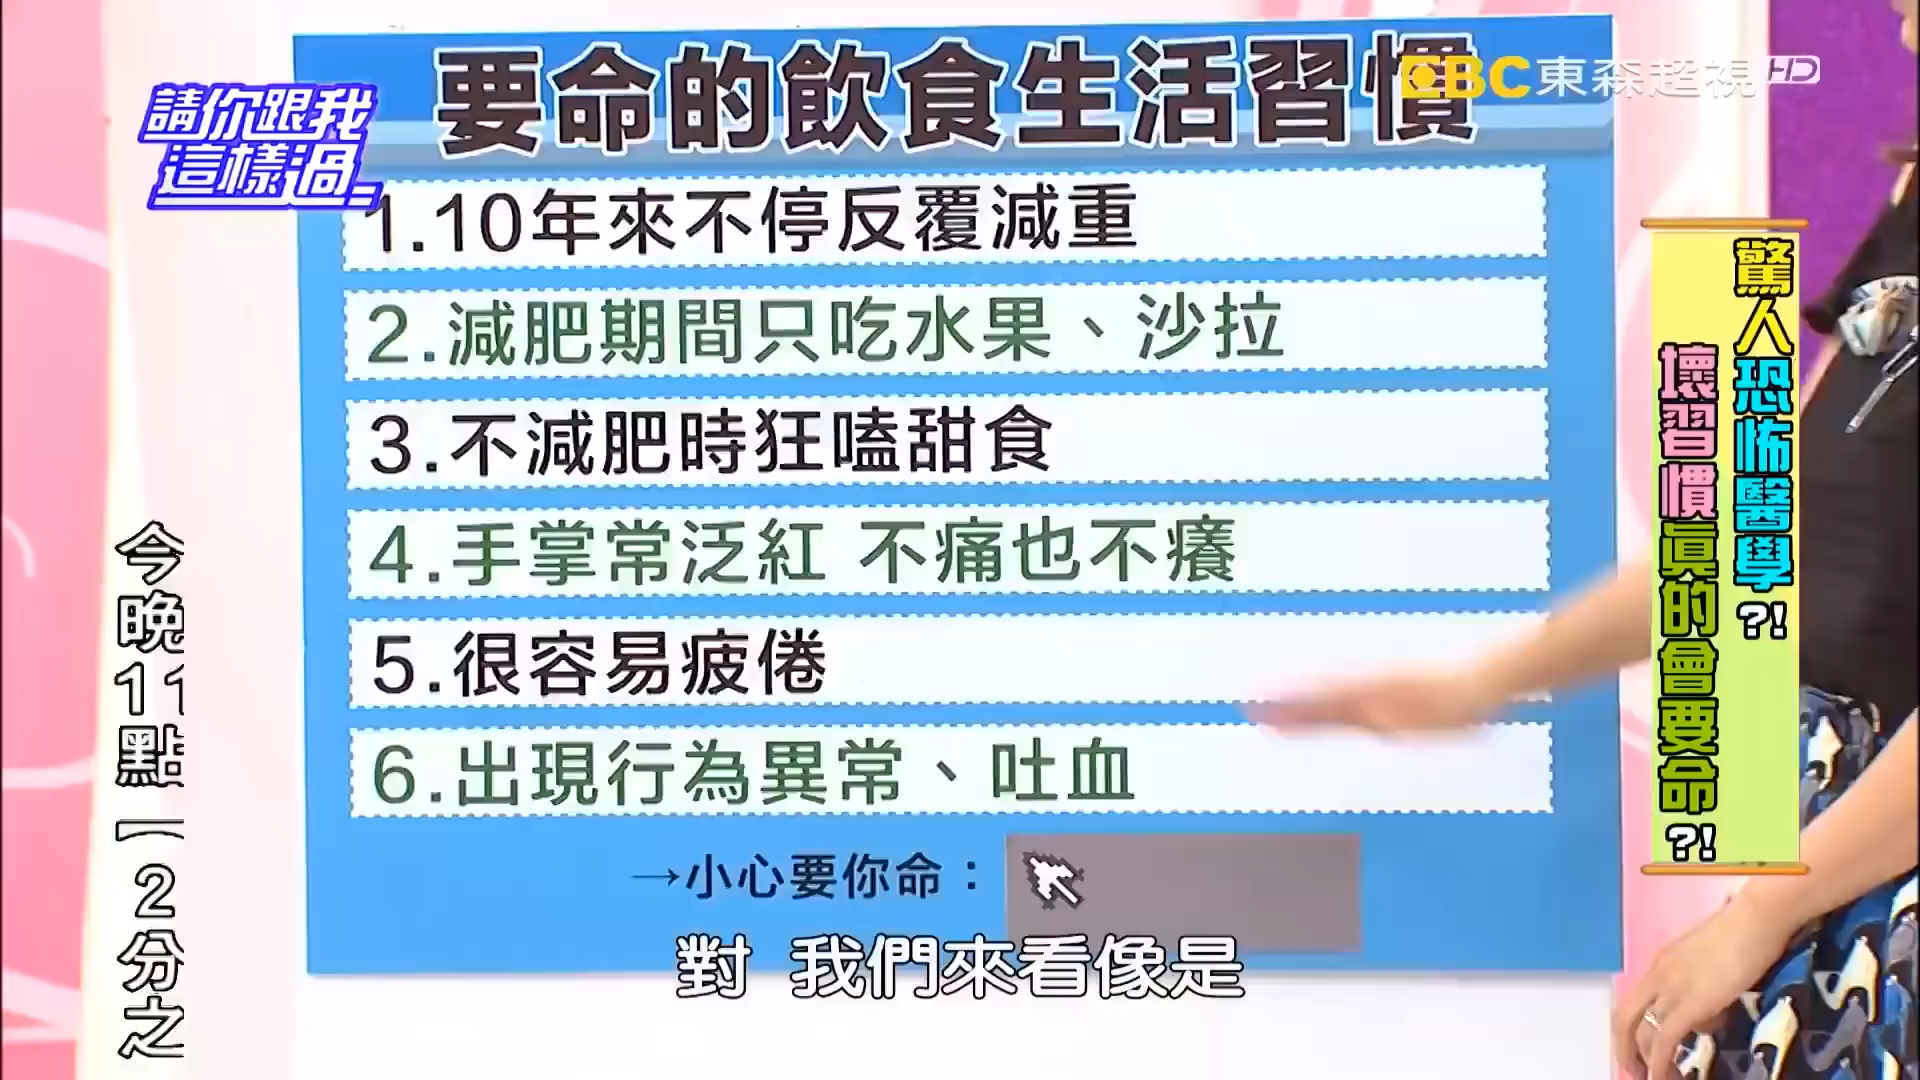 要命的飲食生活習慣
EBC東森超視HD
請你跟我
這樣過
1.10年來不停反覆減重
2.減肥期間只吃水果、沙拉
3.不減肥時狂嗑甜食
4.手掌常泛紅 不痛也不癢
5.很容易疲倦
6.出現行為異常、吐血
→小心要你命：
驚人恐怖醫學?!
壞習慣真的會要命?!
今晚11點【2分之
對 我們來看像是